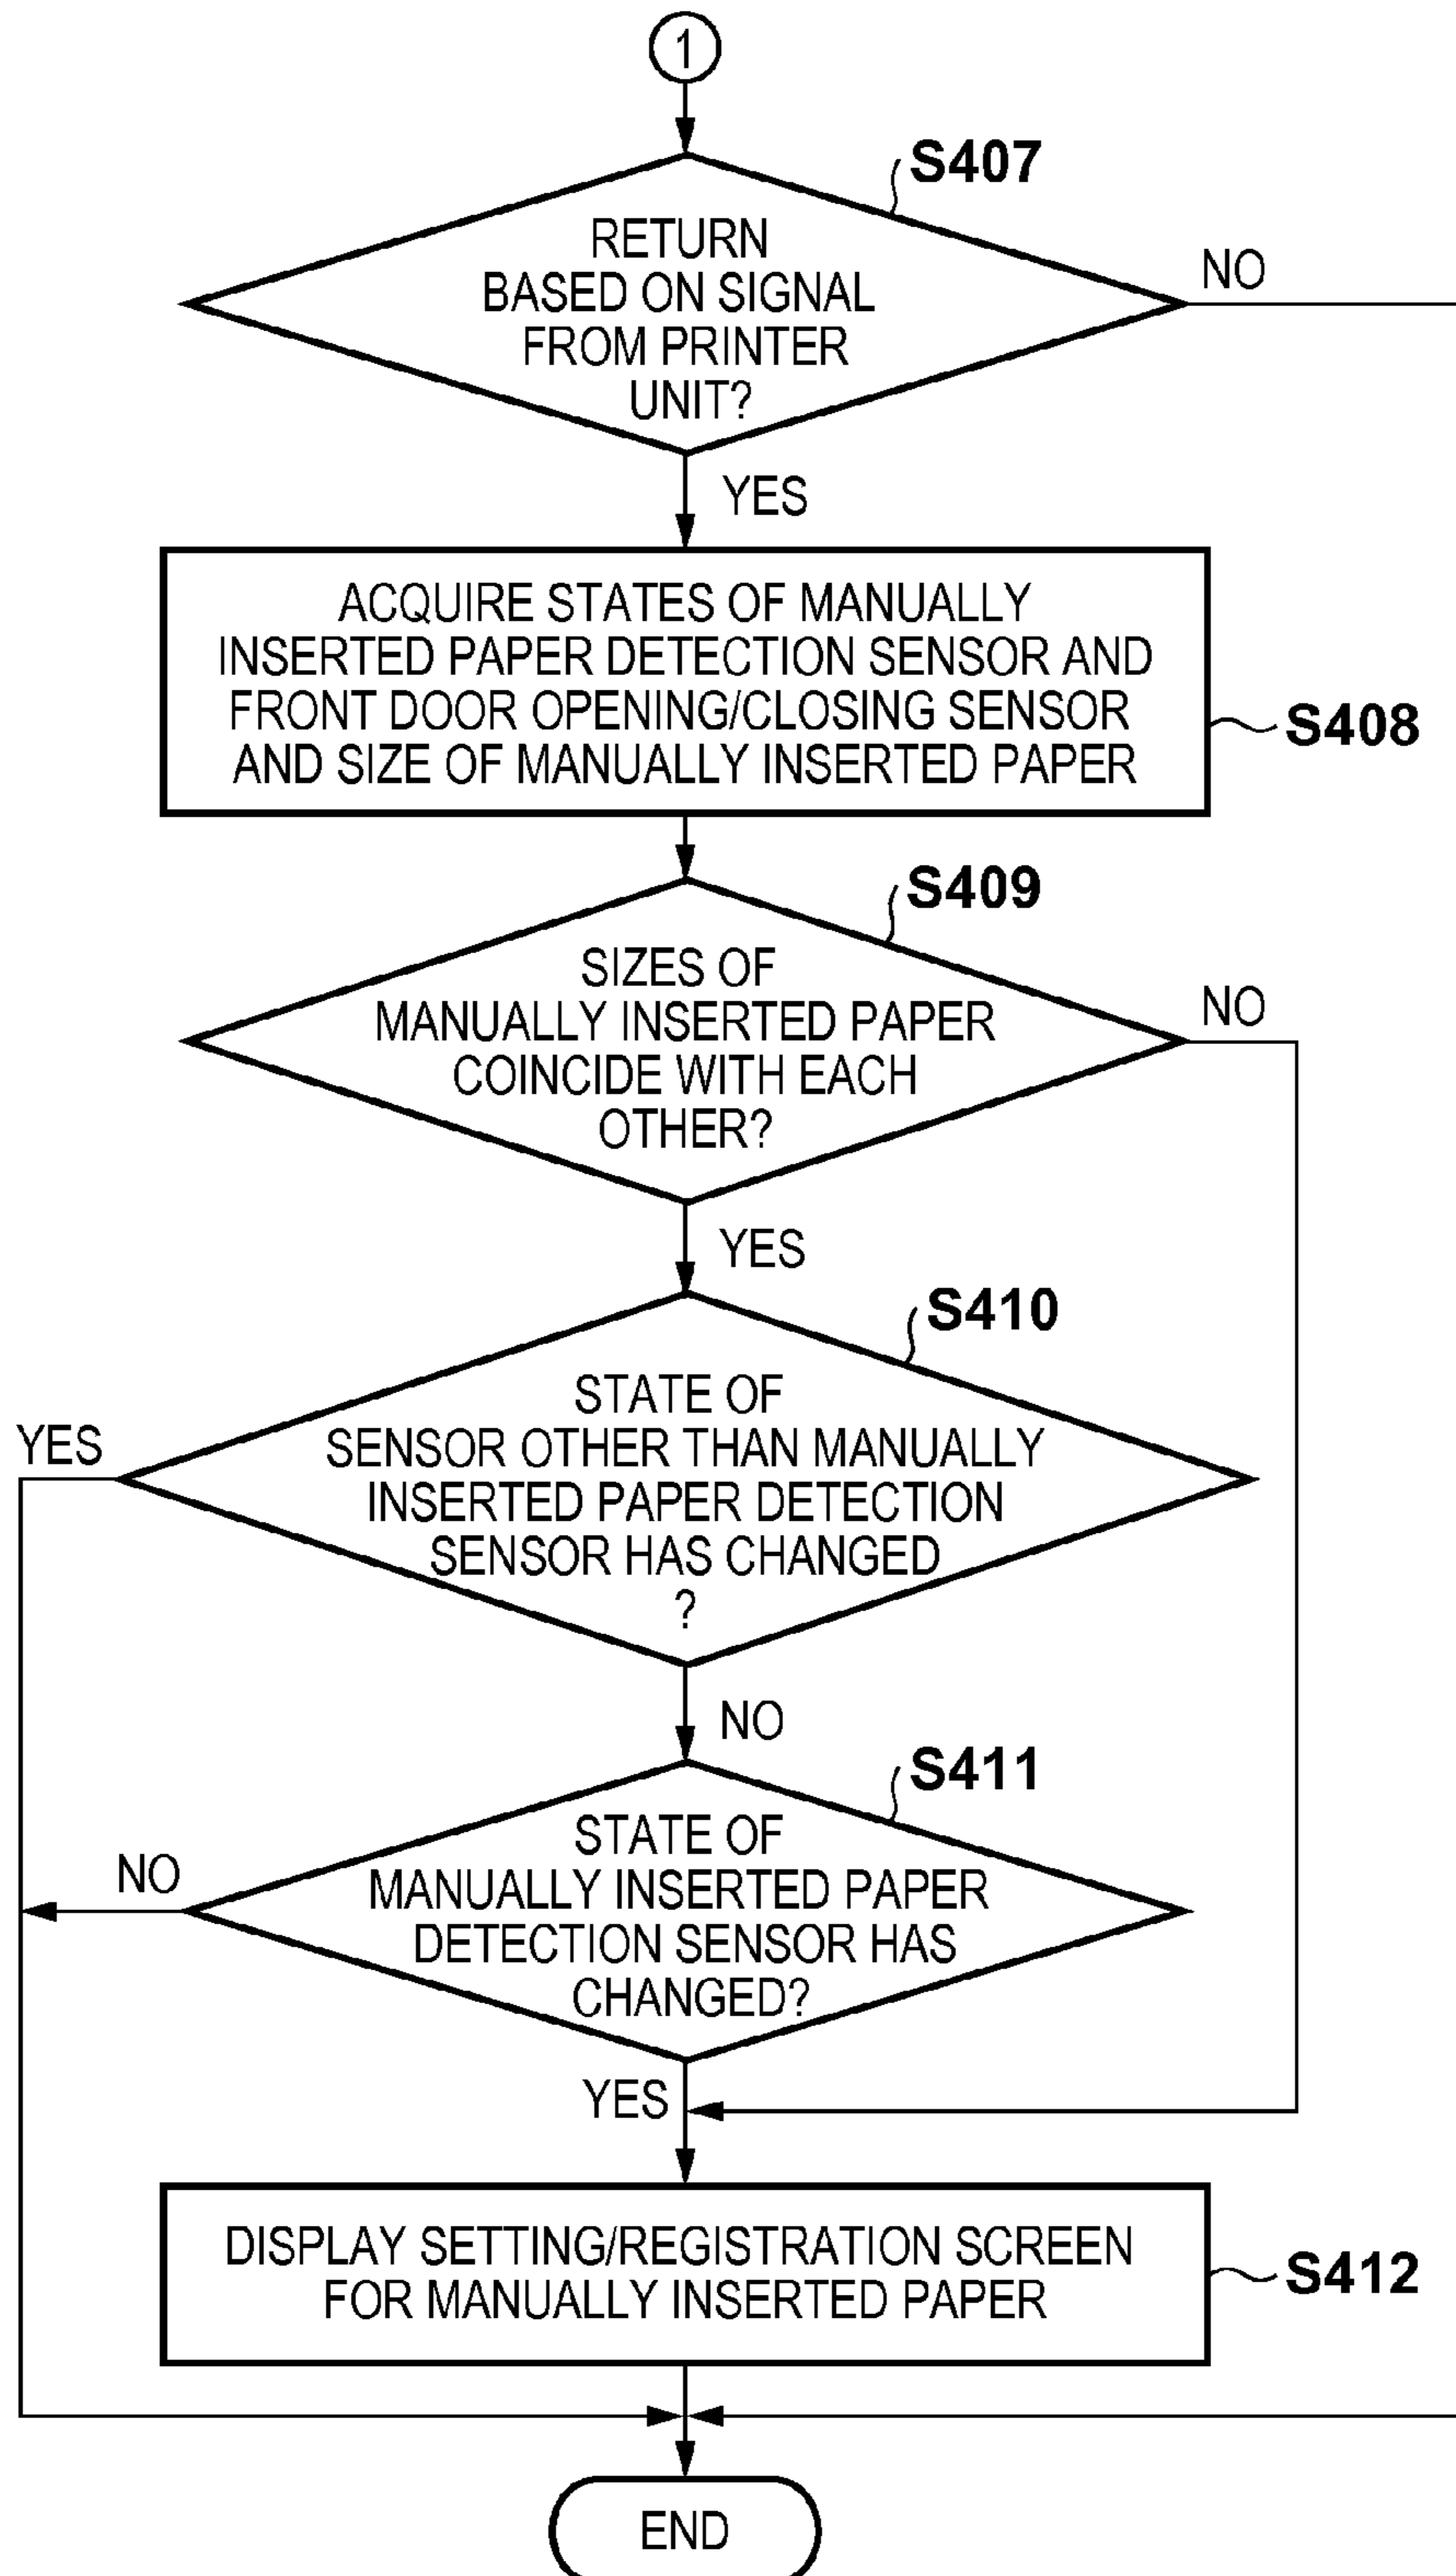 1
S407
RETURN
BASED ON SIGNAL
FROM PRINTER
UNIT?
NO
YES
ACQUIRE STATES OF MANUALLY
INSERTED PAPER DETECTION SENSOR AND
FRONT DOOR OPENING/CLOSING SENSOR
AND SIZE OF MANUALLY INSERTED PAPER
S408
S409
SIZES OF
MANUALLY INSERTED PAPER
COINCIDE WITH EACH
OTHER?
NO
YES
S410
STATE OF
SENSOR OTHER THAN MANUALLY
INSERTED PAPER DETECTION
SENSOR HAS CHANGED
?
YES
NO
S411
STATE OF
MANUALLY INSERTED PAPER
DETECTION SENSOR HAS
CHANGED?
NO
YES
DISPLAY SETTING/REGISTRATION SCREEN
FOR MANUALLY INSERTED PAPER
S412
END